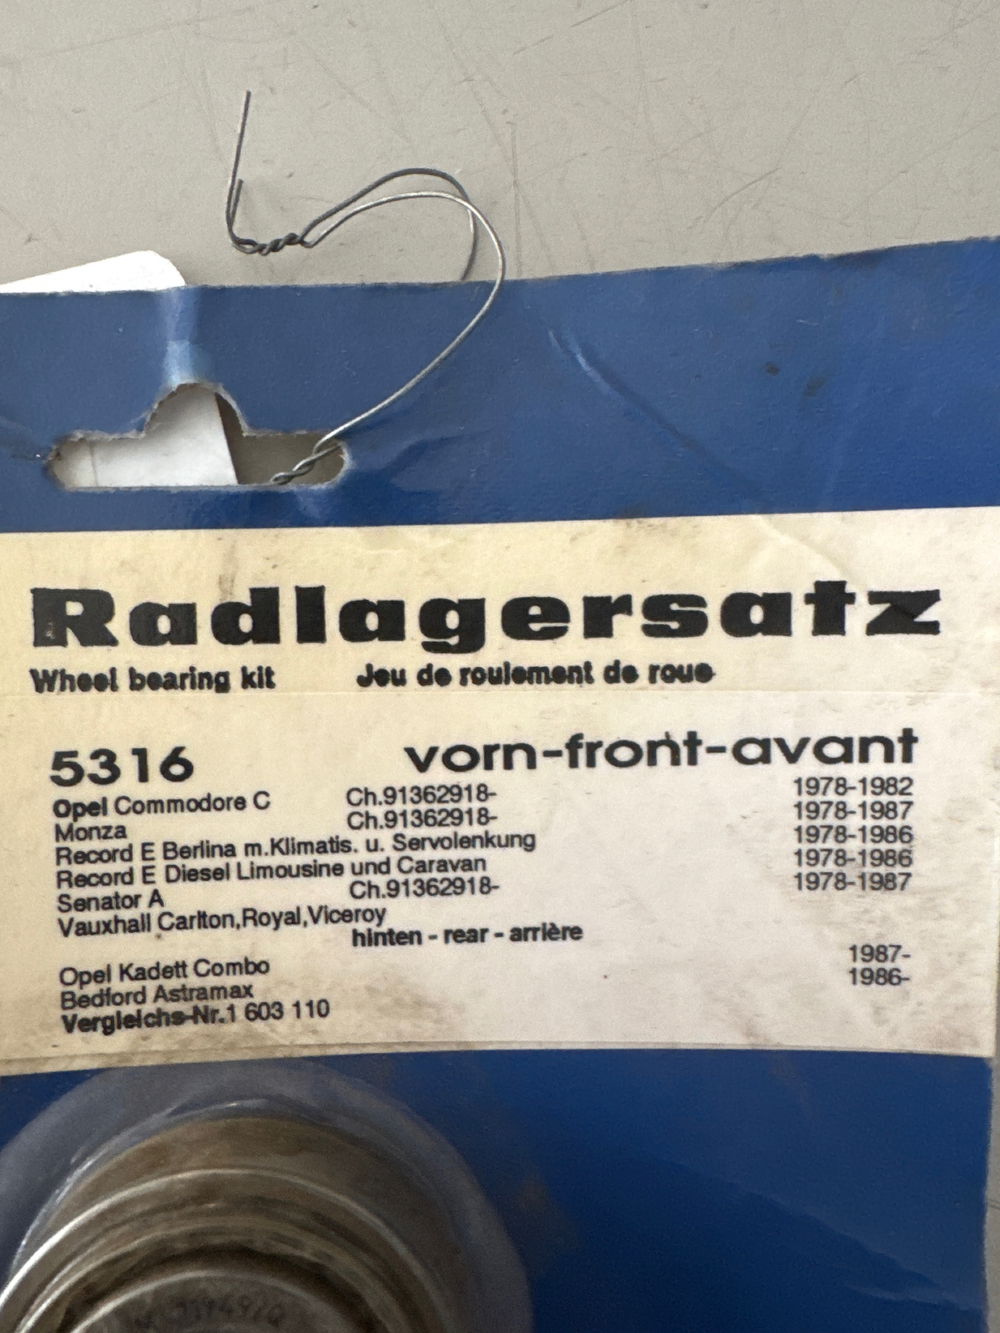 Radlagersatz
Wheel bearing kit Jeu de roulement de roue
5316 vorn-front-avant
Opel Commodore C Ch.91362918- 1978-1982
Monza Ch.91362918- 1978-1987
Record E Berlina m.Klimatis. u. Servolenkung 1978-1986
Record E Diesel Limousine und Caravan 1978-1986
Senator A Ch.91362918- 1978-1987
Vauxhall Carlton,Royal,Viceroy
hinten - rear - arrière
Opel Kadett Combo 1987-
Bedford Astramax 1986-
Vergleichs-Nr.1 603 110